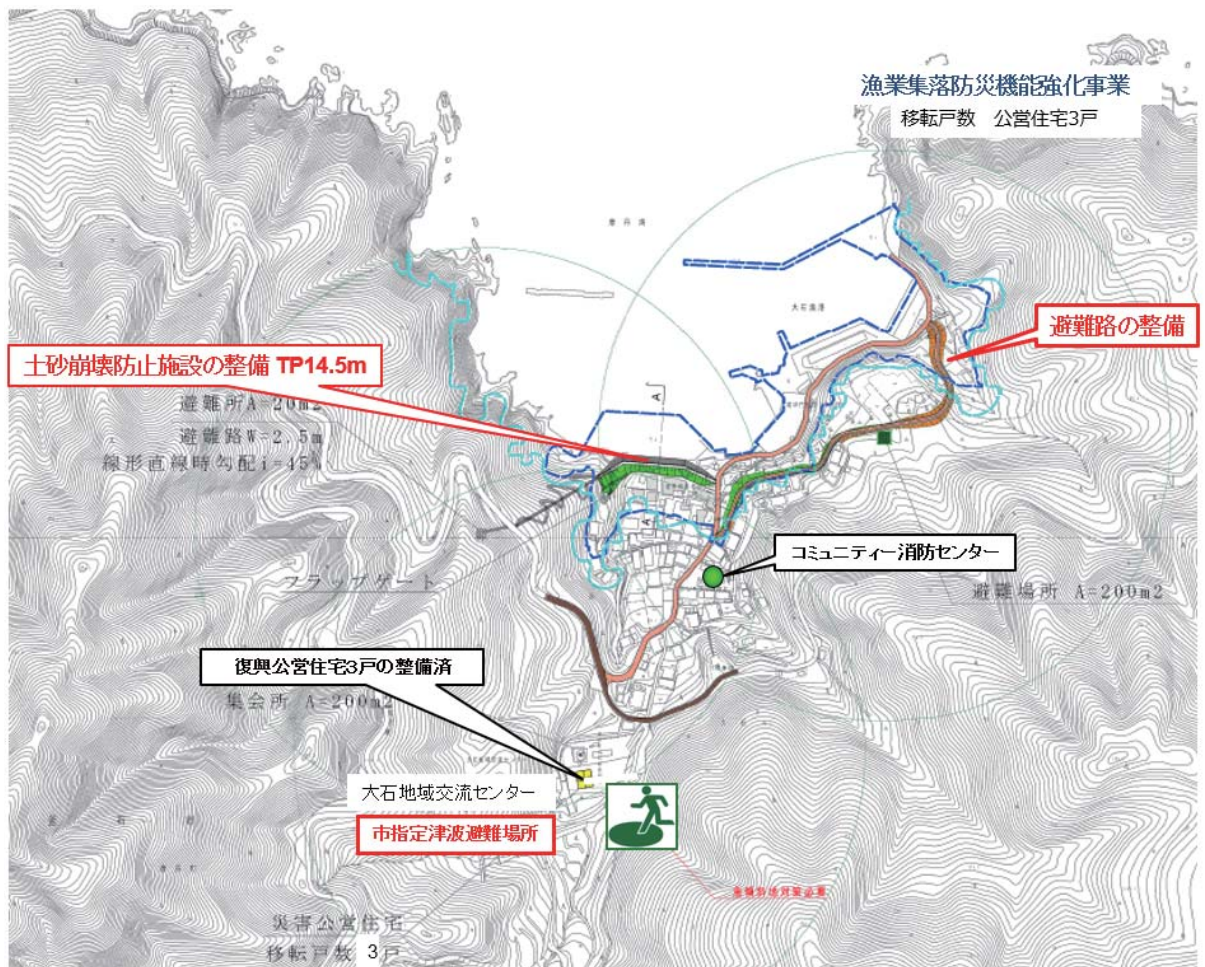 漁業集落防災機能強化事業
移転戸数 公営住宅3戸
大石漁港
避難路の整備
土砂崩壊防止施設の整備 TP14.5m
避難所A=20m2
避難路W=2.5m
線形直線時勾配i=45%
A
A
コミュニティー消防センター
フラップゲート
避難場所 A=200m2
復興公営住宅3戸の整備済
集会所 A=200m2
大石地域交流センター
市指定津波避難場所
災害公営住宅
移転戸数 3戸